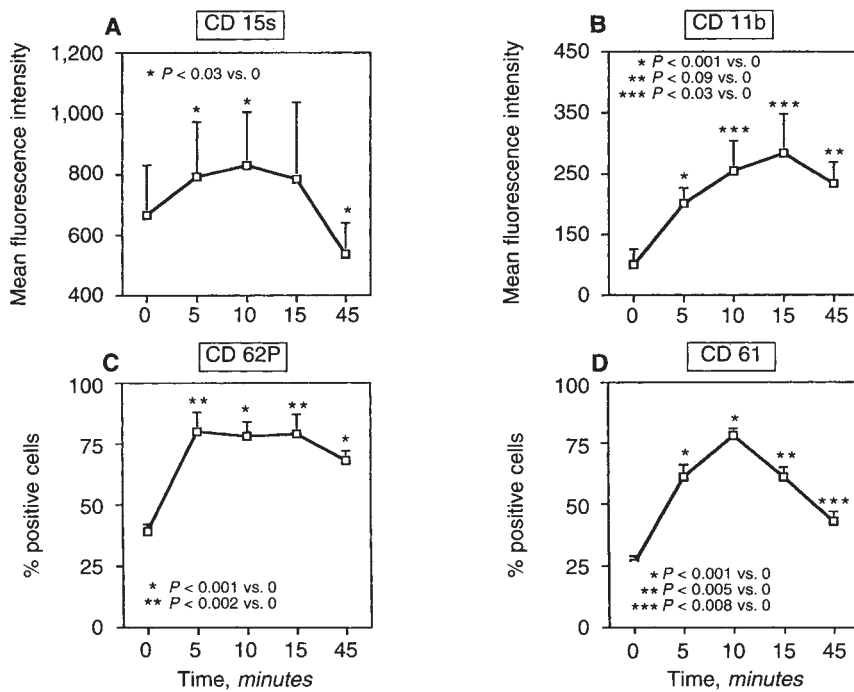 A
CD 15s
Mean fluorescence intensity
1,200
1,000
800
600
400
* P < 0.03 vs. 0
*
*
*
0 5 10 15 45
B
CD 11b
Mean fluorescence intensity
450
350
250
150
0
* P < 0.001 vs. 0
** P < 0.09 vs. 0
*** P < 0.03 vs. 0
*
***
***
**
0 5 10 15 45
C
CD 62P
% positive cells
100
75
50
25
0
**
*
**
*
* P < 0.001 vs. 0
** P < 0.002 vs. 0
0 5 10 15 45
Time, minutes
D
CD 61
% positive cells
100
75
50
25
0
*
*
**
***
* P < 0.001 vs. 0
** P < 0.005 vs. 0
*** P < 0.008 vs. 0
0 5 10 15 45
Time, minutes